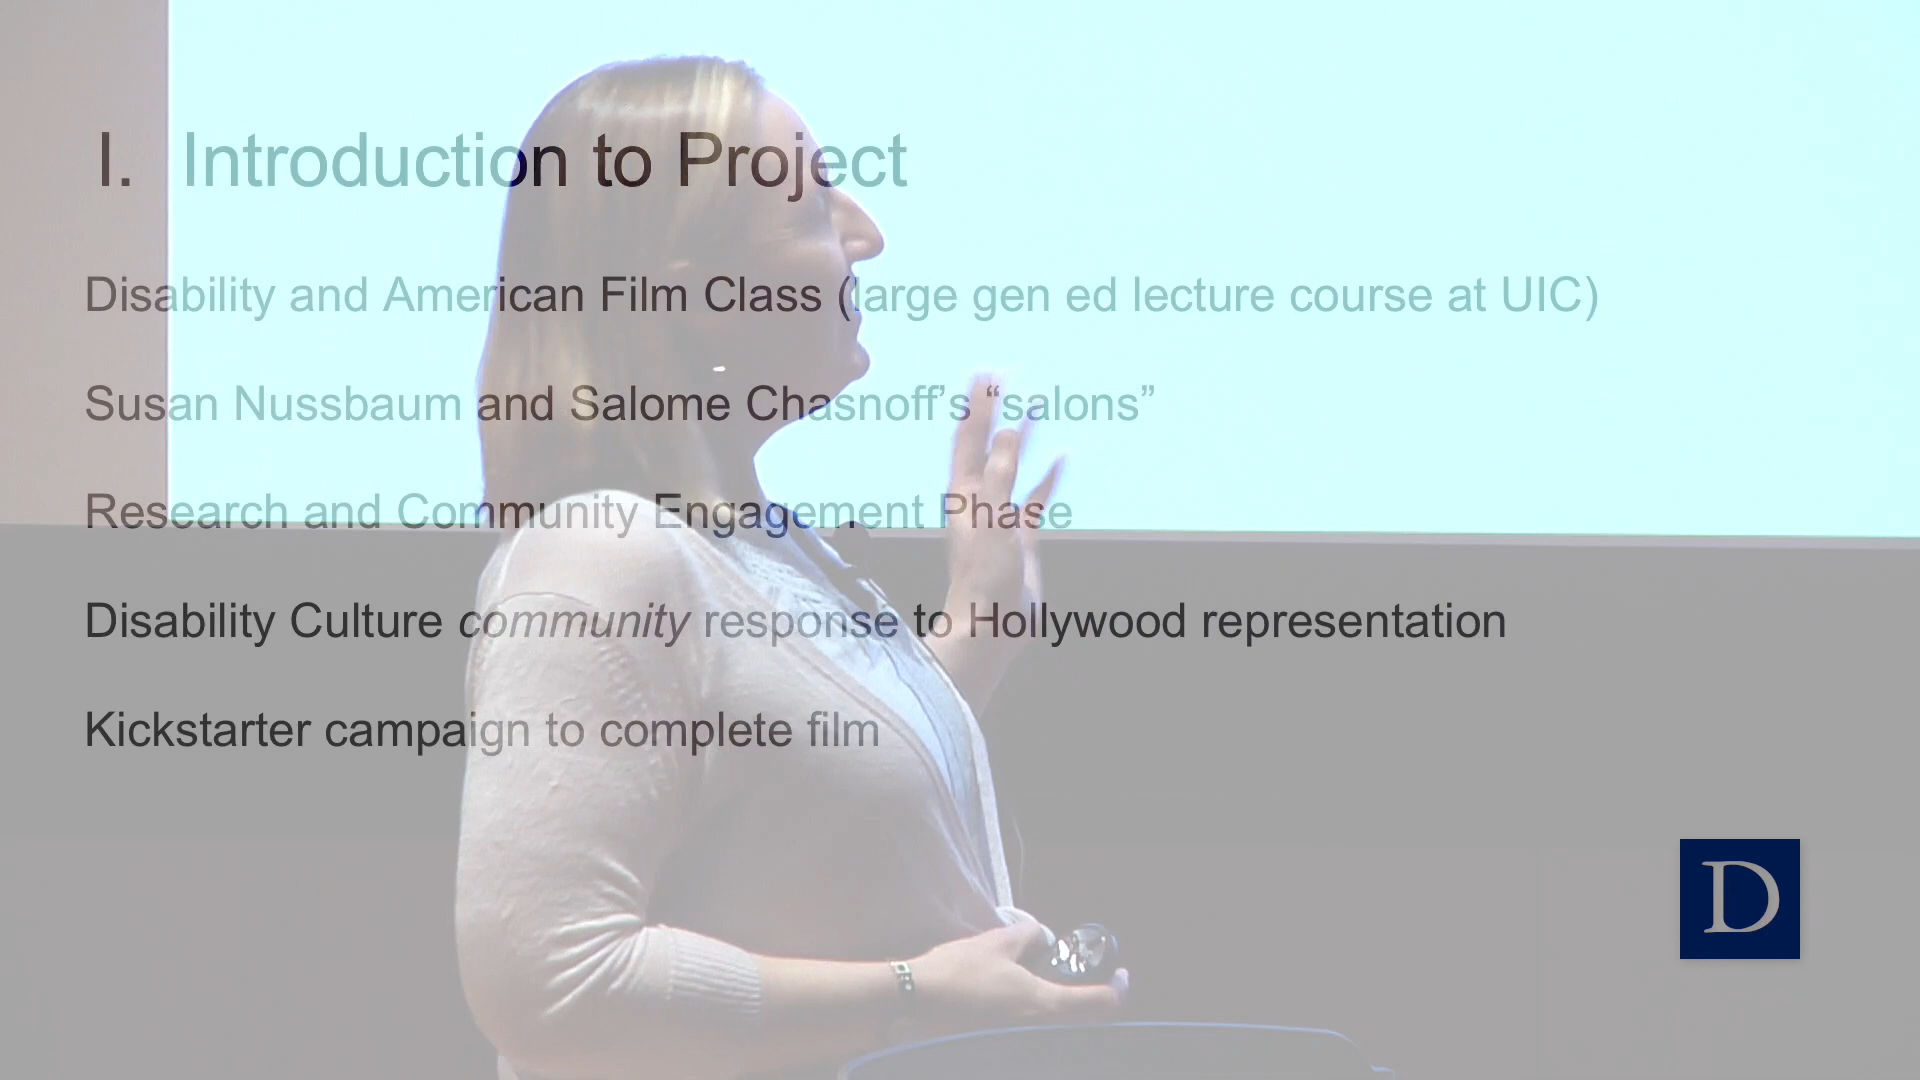 I. Introduction to Project
Disability and American Film Class (large gen ed lecture course at UIC)
Susan Nussbaum and Salome Chasnoff’s “salons”
Research and Community Engagement Phase
Disability Culture community response to Hollywood representation
Kickstarter campaign to complete film
D